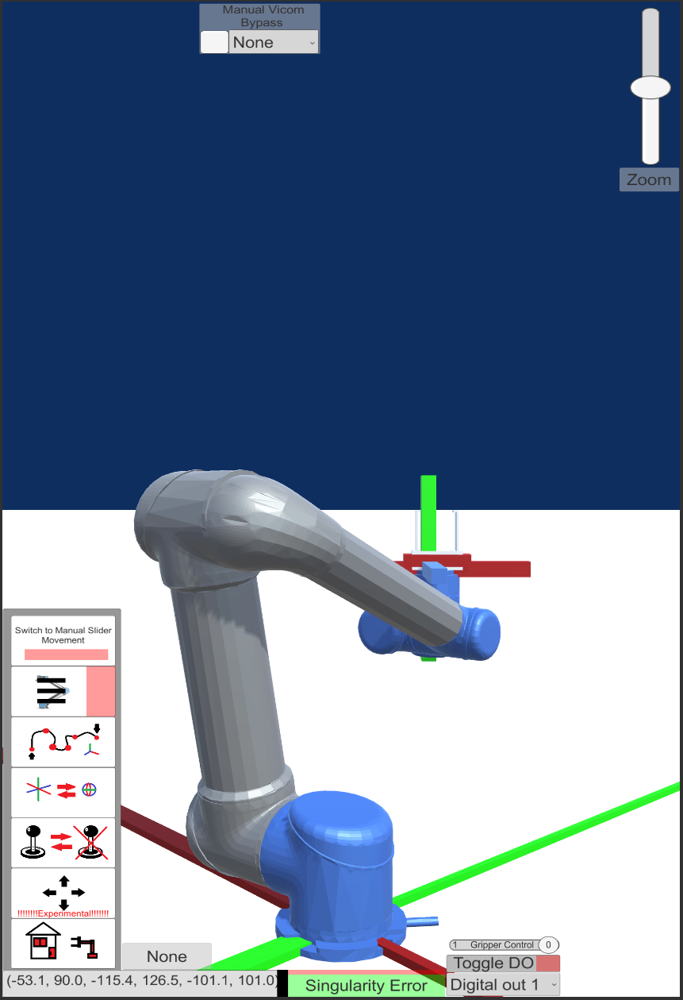 Manual Vicom
Bypass
None
Zoom
Switch to Manual Slider
Movement
!!!!!!!!Experimental!!!!!!!
None
1 Gripper Control 0
Toggle DO
(-53.1, 90.0, -115.4, 126.5, -101.1, 101.0)
Singularity Error
Digital out 1